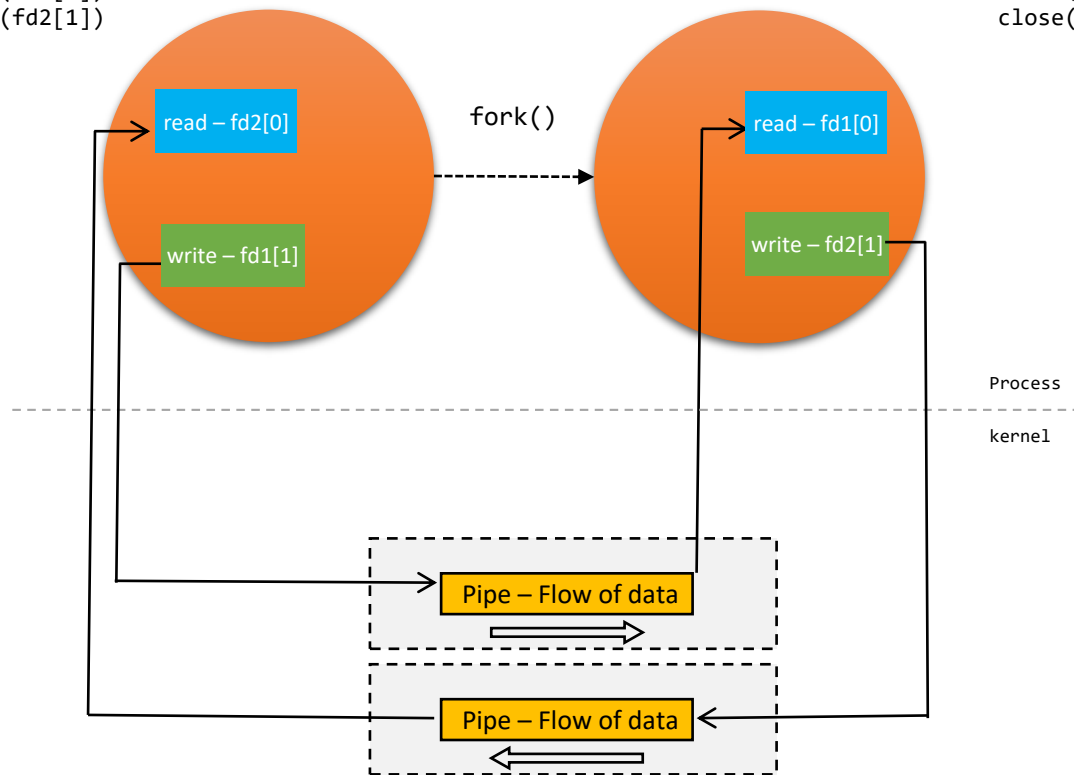 (fd2[1])
close(
read – fd2[0]
fork()
read – fd1[0]
write – fd1[1]
write – fd2[1]
Process
kernel
Pipe – Flow of data
Pipe – Flow of data